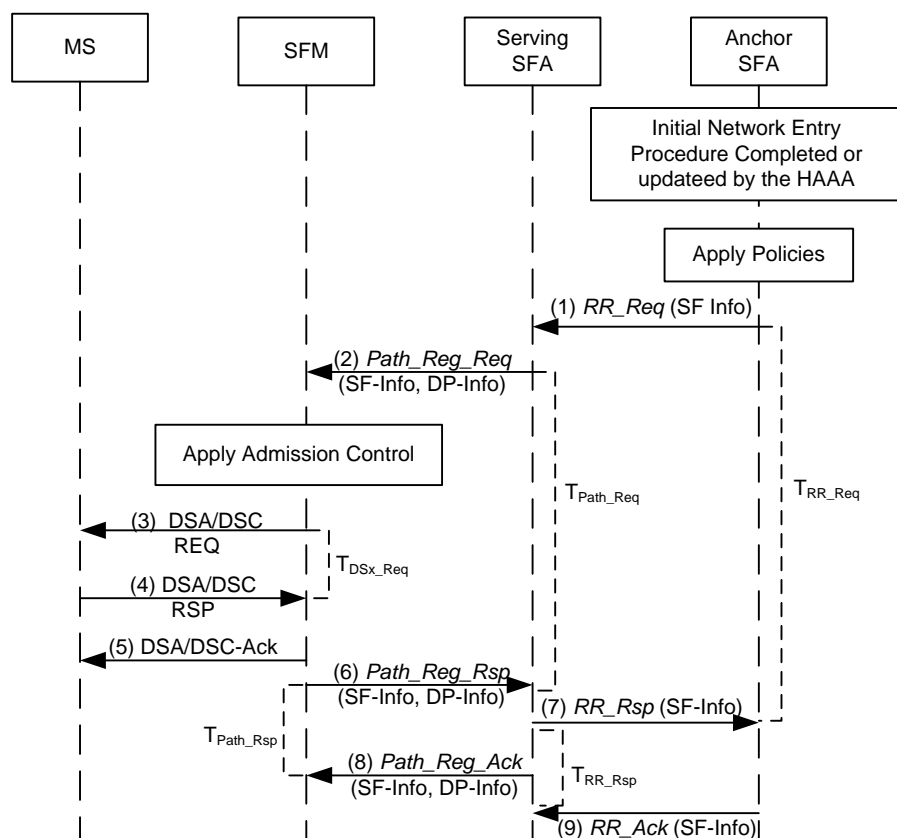 MS
SFM
Serving
SFA
Anchor
SFA
Initial Network Entry
Procedure Completed or
updateed by the HAAA
Apply Policies
(1) RR_Req (SF Info)
(2) Path_Reg_Req
(SF-Info, DP-Info)
Apply Admission Control
TPath_Req
TRR_Req
(3) DSA/DSC
REQ
TDSx_Req
(4) DSA/DSC
RSP
(5) DSA/DSC-Ack
(6) Path_Reg_Rsp
(SF-Info, DP-Info)
(7) RR_Rsp (SF-Info)
TPath_Rsp
(8) Path_Reg_Ack
(SF-Info, DP-Info)
TRR_Rsp
(9) RR_Ack (SF-Info)